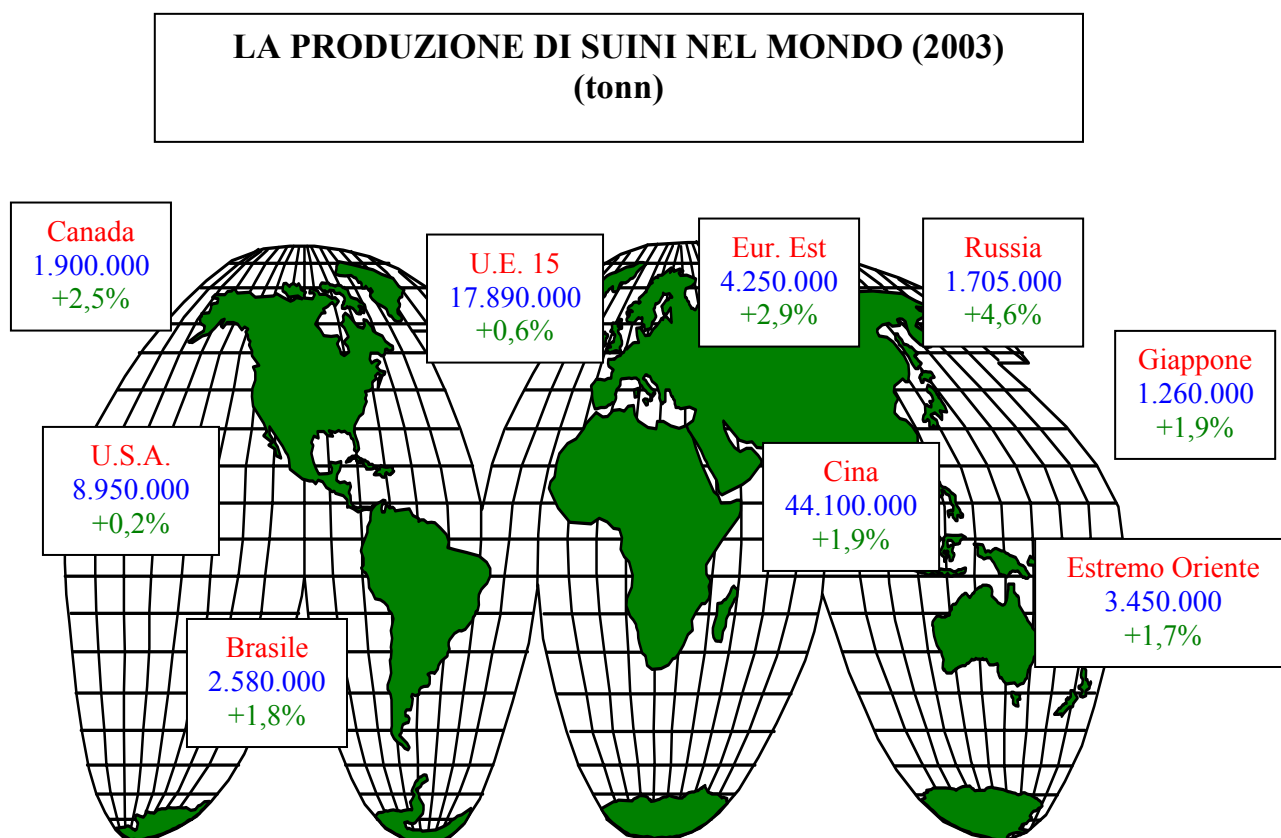 LA PRODUZIONE DI SUINI NEL MONDO (2003)
(tonn)
Canada
1.900.000
+2,5%
U.E. 15
17.890.000
+0,6%
Eur. Est
4.250.000
+2,9%
Russia
1.705.000
+4,6%
Giappone
1.260.000
+1,9%
U.S.A.
8.950.000
+0,2%
Cina
44.100.000
+1,9%
Estremo Oriente
3.450.000
+1,7%
Brasile
2.580.000
+1,8%